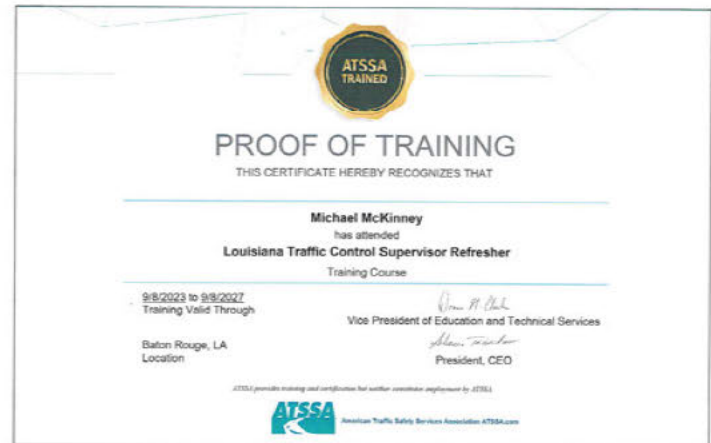 ATSSA
TRAINED
PROOF OF TRAINING
THIS CERTIFICATE HEREBY RECOGNIZES THAT
Michael McKinney
has attended
Louisiana Traffic Control Supervisor Refresher
Training Course
9/8/2023 to 9/8/2027
Training Valid Through
Vice President of Education and Technical Services
Baton Rouge, LA
Location
President, CEO
ATSSA provides training and certification but neither constitutes employment by ATSSA.
ATSSA
American Traffic Safety Services Association ATSSA.com